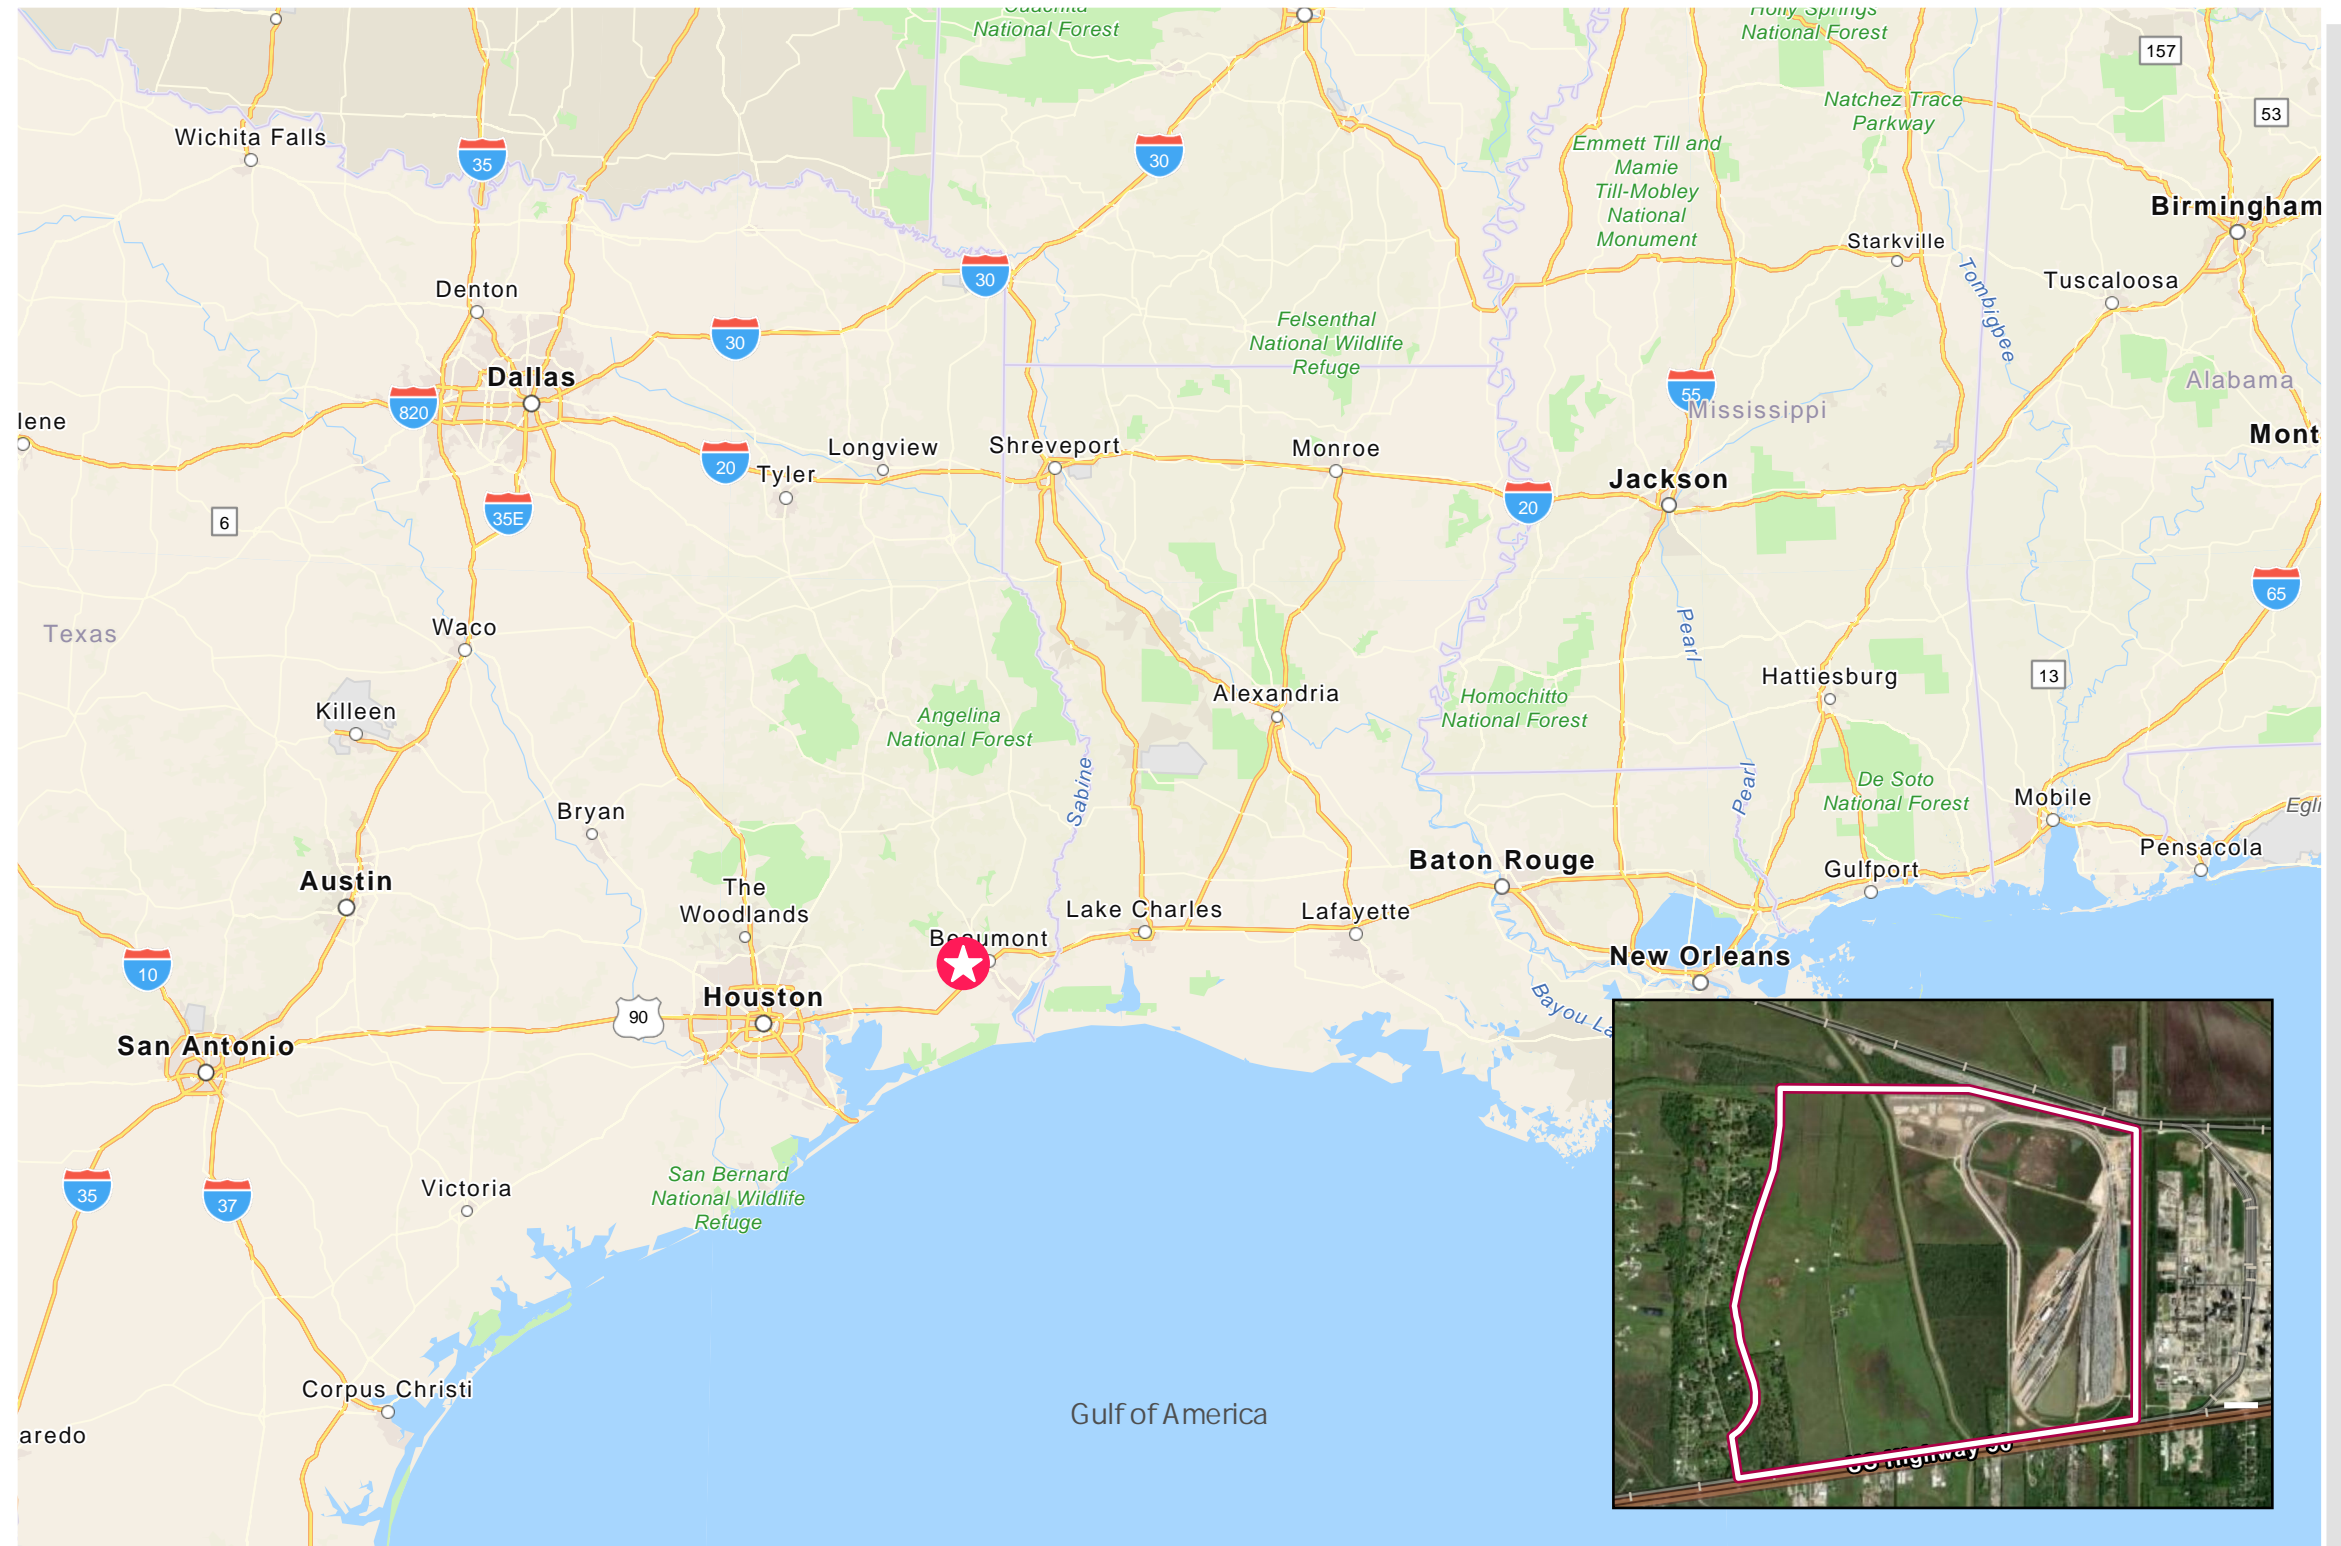 Ouachita
National Forest
Holly Springs
National Forest
157
53
Natchez Trace
Parkway
Wichita Falls
35
30
Emmett Till and
Mamie
Till-Mobley
National
Monument
Birmingham
Starkville
Tombigbee
Tuscaloosa
30
Denton
30
Felsenthal
National Wildlife
Refuge
Dallas
820
55
Mississippi
Alabama
lene
Mont
Longview
Shreveport
Monroe
20
Tyler
Jackson
20
6
35E
65
Texas
Waco
Pearl
Hattiesburg
13
Killeen
Alexandria
Homochitto
National Forest
Angelina
National Forest
Sabine
Pearl
De Soto
National Forest
Mobile
Egli
Bryan
Pensacola
Austin
Baton Rouge
Gulfport
The
Woodlands
Lake Charles
Lafayette
Beaumont
10
New Orleans
Houston
90
Bayou La
San Antonio
35
37
Victoria
San Bernard
National Wildlife
Refuge
Corpus Christi
Gulf of America
aredo
US Highway 90